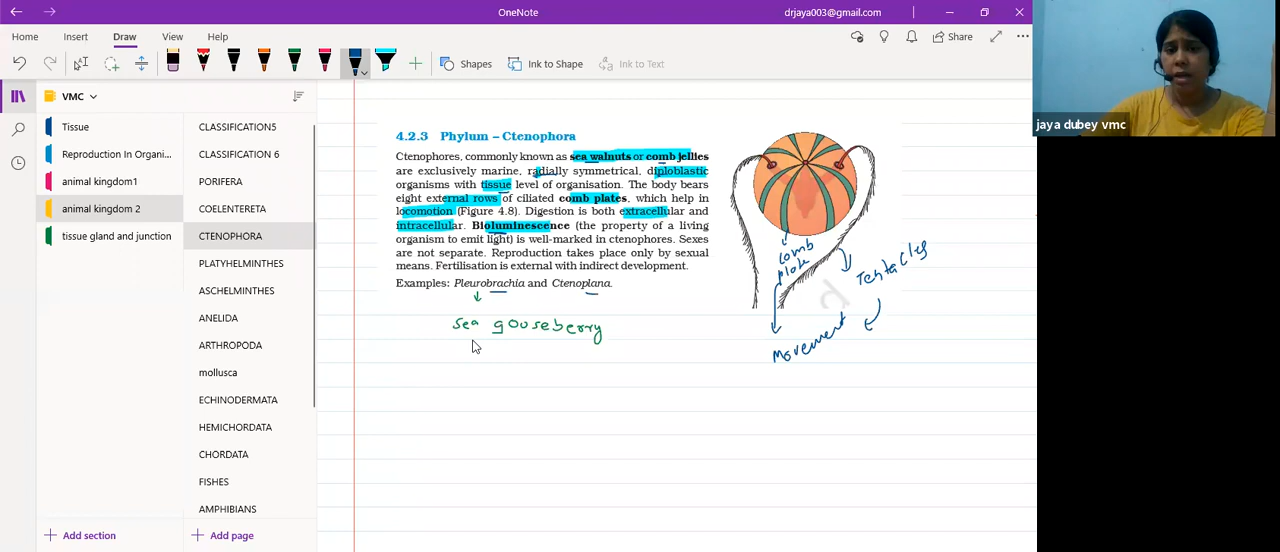 OneNote
drjaya003@gmail.com
Home
Insert
Draw
View
Help
Share
Shapes
Ink to Shape
Ink to Text
VMC
Tissue
Reproduction In Organi...
animal kingdom1
animal kingdom 2
tissue gland and junction
Add section
CLASSIFICATION5
CLASSIFICATION 6
PORIFERA
COELENTERETA
CTENOPHORA
PLATYHELMINTHES
ASCHELMINTHES
ANELIDA
ARTHROPODA
mollusca
ECHINODERMATA
HEMICHORDATA
CHORDATA
FISHES
AMPHIBIANS
Add page
4.2.3 Phylum – Ctenophora
Ctenophores, commonly known as sea walnuts or comb jellies
are exclusively marine, radially symmetrical, diploblastic
organisms with tissue level of organisation. The body bears
eight external rows of ciliated comb plates, which help in
locomotion (Figure 4.8). Digestion is both extracellular and
intracellular. Bioluminescence (the property of a living
organism to emit light) is well-marked in ctenophores. Sexes
are not separate. Reproduction takes place only by sexual
means. Fertilisation is external with indirect development.
Examples: Pleurobrachia and Ctenoplana.
Sea gooseberry
comb
plate
Tentacles
Movement
jaya dubey vmc